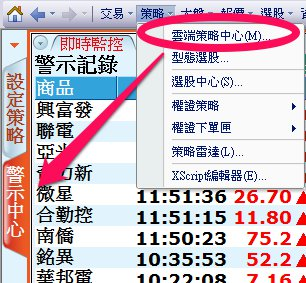 交易 策略 大盤 報價 選股
雲端策略中心(M)...
型態選股...
選股中心(S)...
權證策略
權證下單匣
策略雷達(L)...
XScript編輯器(E)...
設定策略
警示中心
即時監控
警示記錄
商品
興富發
聯電
亞光
力新
微星 11:51:36 26.70▲
合勤控 11:51:15 11.80▲
南僑 10:50:24 75.2▲
銘異 10:35:53 52.2▲
華邦電 10:22:08 7.16▲